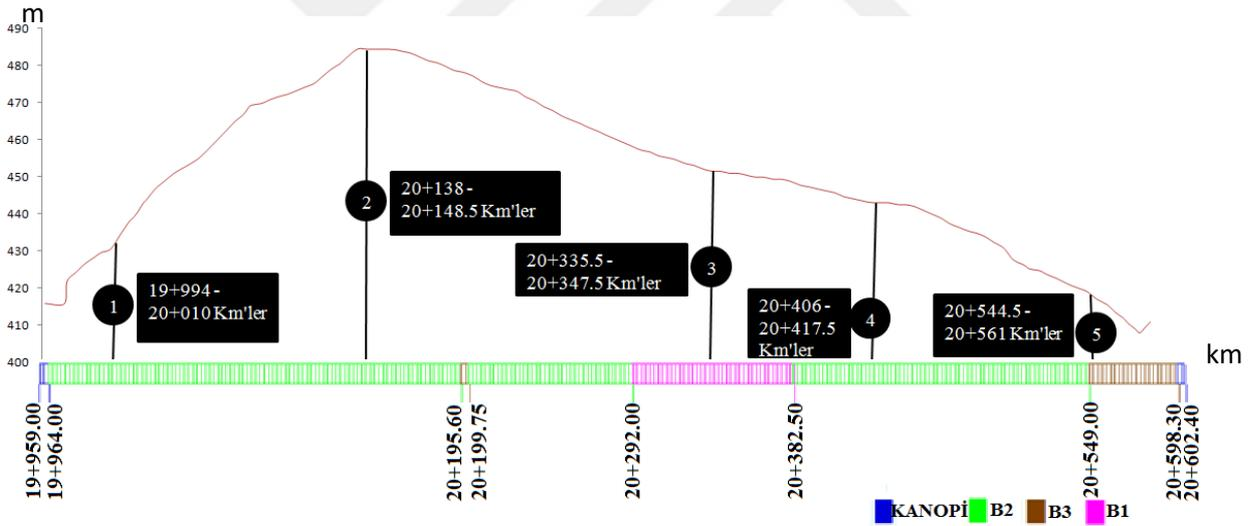 m
490
480
470
460
450
440
430
420
410
400
1
19+994-
20+010 Km'ler
2
20+138-
20+148.5 Km'ler
20+335.5-
20+347.5 Km'ler
3
20+406-
20+417.5
Km'ler
4
20+544.5-
20+561 Km'ler
5
km
19+959.00
19+964.00
20+195.60
20+199.75
20+292.00
20+382.50
20+549.00
20+598.30
20+602.40
KANOPİ
B2
B3
B1